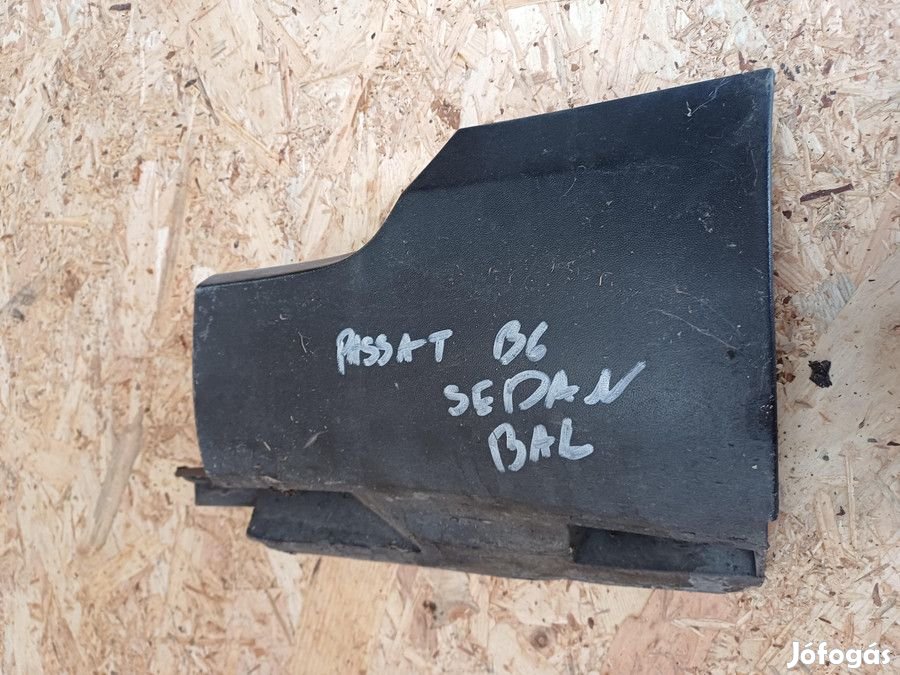 PASSAT B6
SEDAN
BAL
Jófogás